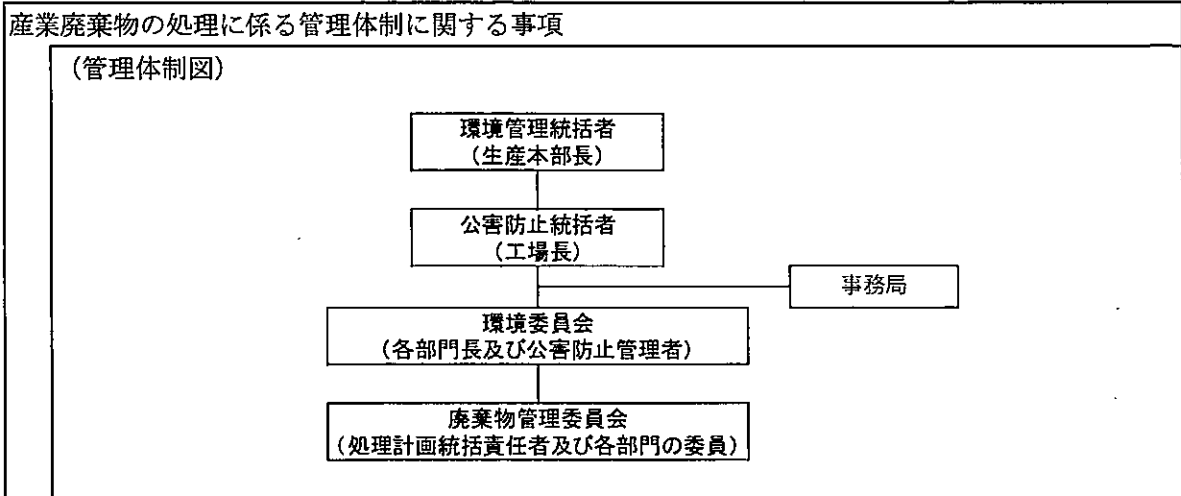 産業廃棄物の処理に係る管理体制に関する事項
（管理体制図）
環境管理統括者
（生産本部長）
公害防止統括者
（工場長）
事務局
環境委員会
（各部門長及び公害防止管理者）
廃棄物管理委員会
（処理計画統括責任者及び各部門の委員）